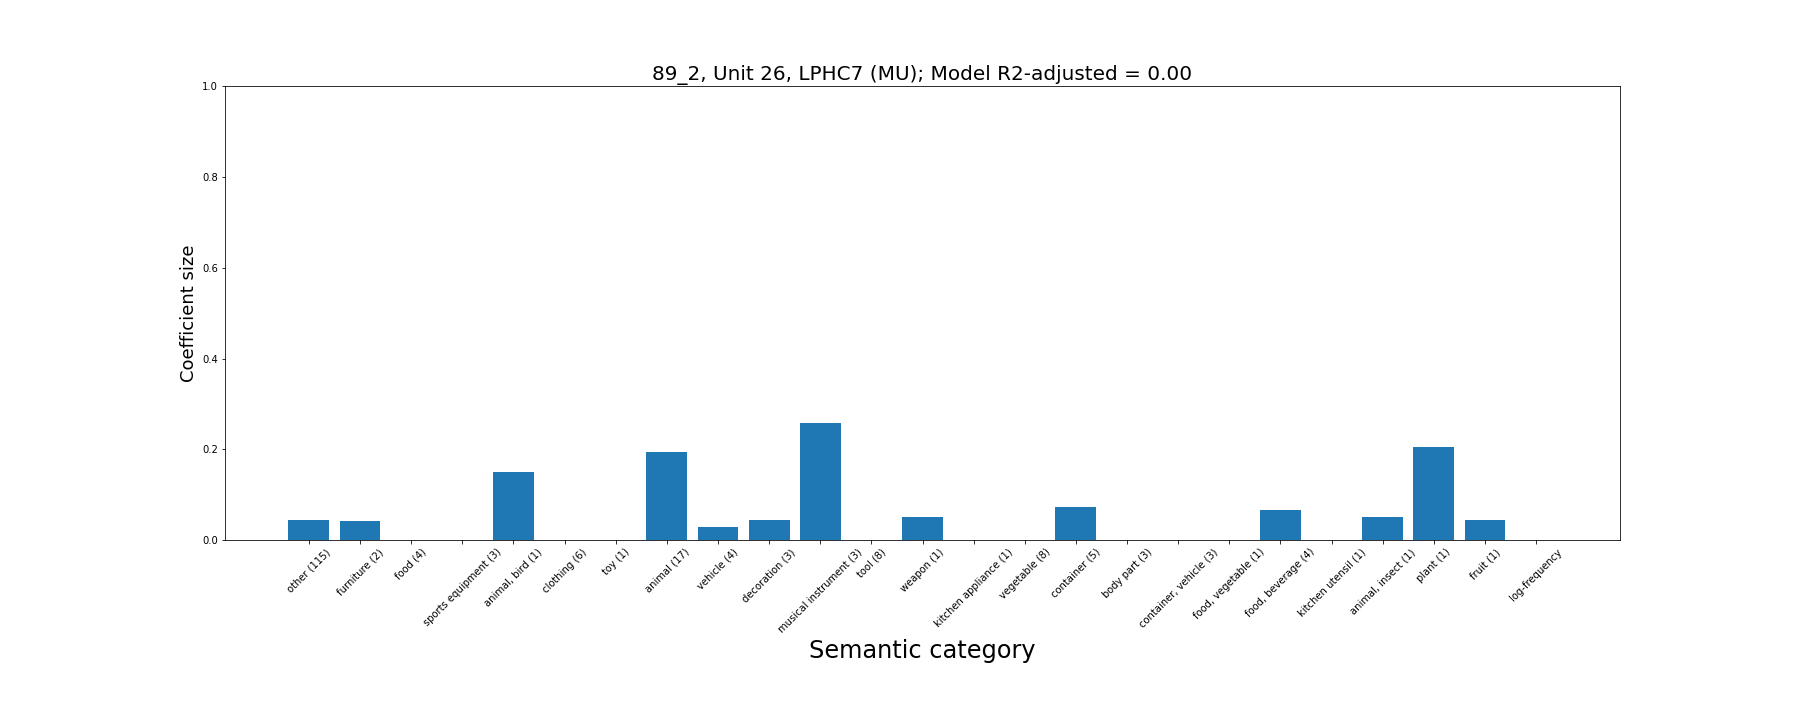 89_2, Unit 26, LPHC7 (MU); Model R2-adjusted = 0.00
Coefficient size
1.0
0.8
0.6
0.4
0.2
0.0
other (115)
furniture (2)
food (4)
sports equipment (3)
animal, bird (1)
clothing (6)
toy (1)
animal (17)
vehicle (4)
decoration (3)
musical instrument (3)
tool (8)
weapon (1)
kitchen appliance (1)
vegetable (8)
container (5)
body part (3)
container, vehicle (3)
food, vegetable (1)
food, beverage (4)
kitchen utensil (1)
animal, insect (1)
plant (1)
fruit (1)
log-frequency
Semantic category